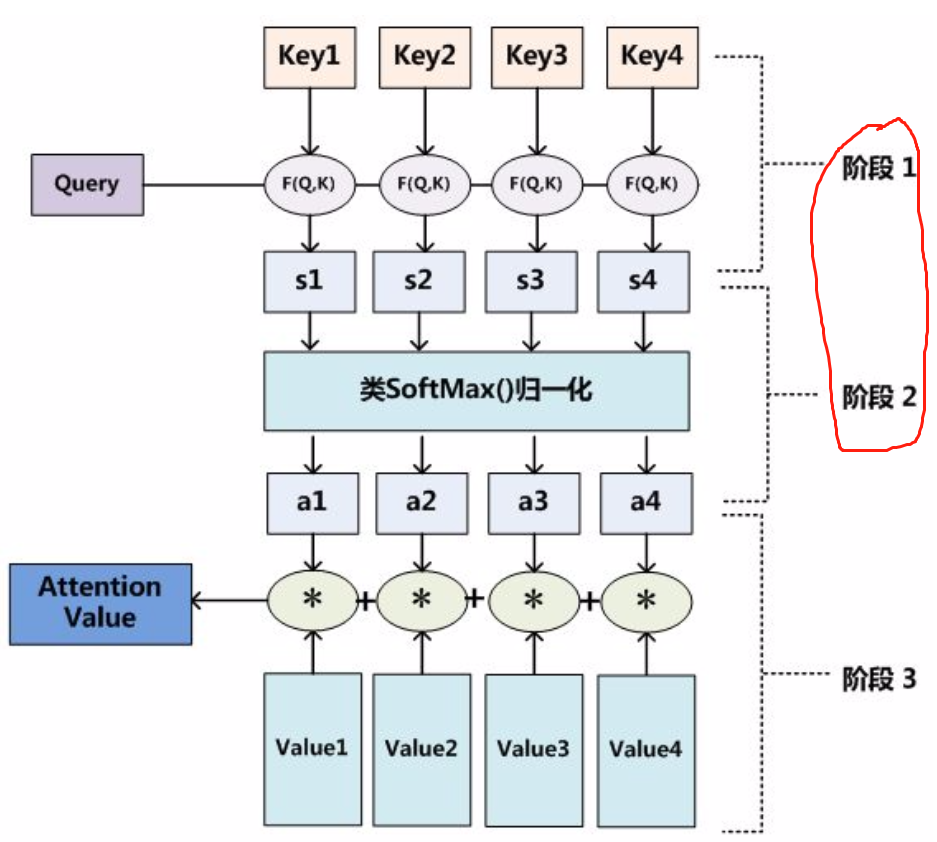 Key1 Key2 Key3 Key4
阶段 1
Query F(Q,K) F(Q,K) F(Q,K) F(Q,K)
s1 s2 s3 s4
类SoftMax()归一化
阶段 2
a1 a2 a3 a4
Attention
Value
* + * + * + *
阶段 3
Value1 Value2 Value3 Value4